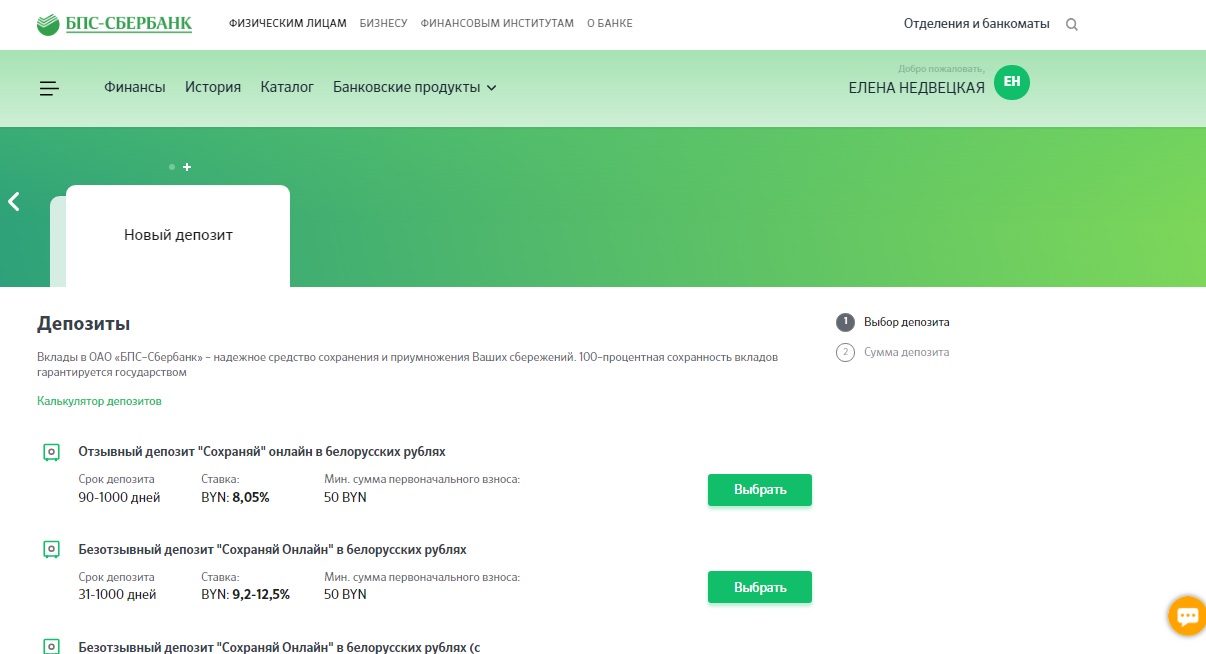 БПС-СБЕРБАНК
ФИЗИЧЕСКИМ ЛИЦАМ БИЗНЕСУ ФИНАНСОВЫМ ИНСТИТУТАМ О БАНКЕ
Отделения и банкоматы
Финансы История Каталог Банковские продукты
Добро пожаловать,
ЕЛЕНА НЕДВЕЦКАЯ
ЕН
Новый депозит
Депозиты
Вклады в ОАО «БПС-Сбербанк» - надежное средство сохранения и приумножения Ваших сбережений. 100-процентная сохранность вкладов
гарантируется государством
Калькулятор депозитов
1 Выбор депозита
2 Сумма депозита
Отзывный депозит "Сохраняй" онлайн в белорусских рублях
Срок депозита Ставка: Мин. сумма первоначального взноса:
90-1000 дней BYN: 8,05% 50 BYN
Выбрать
Безотзывный депозит "Сохраняй Онлайн" в белорусских рублях
Срок депозита Ставка: Мин. сумма первоначального взноса:
31-1000 дней BYN: 9,2-12,5% 50 BYN
Выбрать
Безотзывный депозит "Сохраняй Онлайн" в белорусских рублях (с